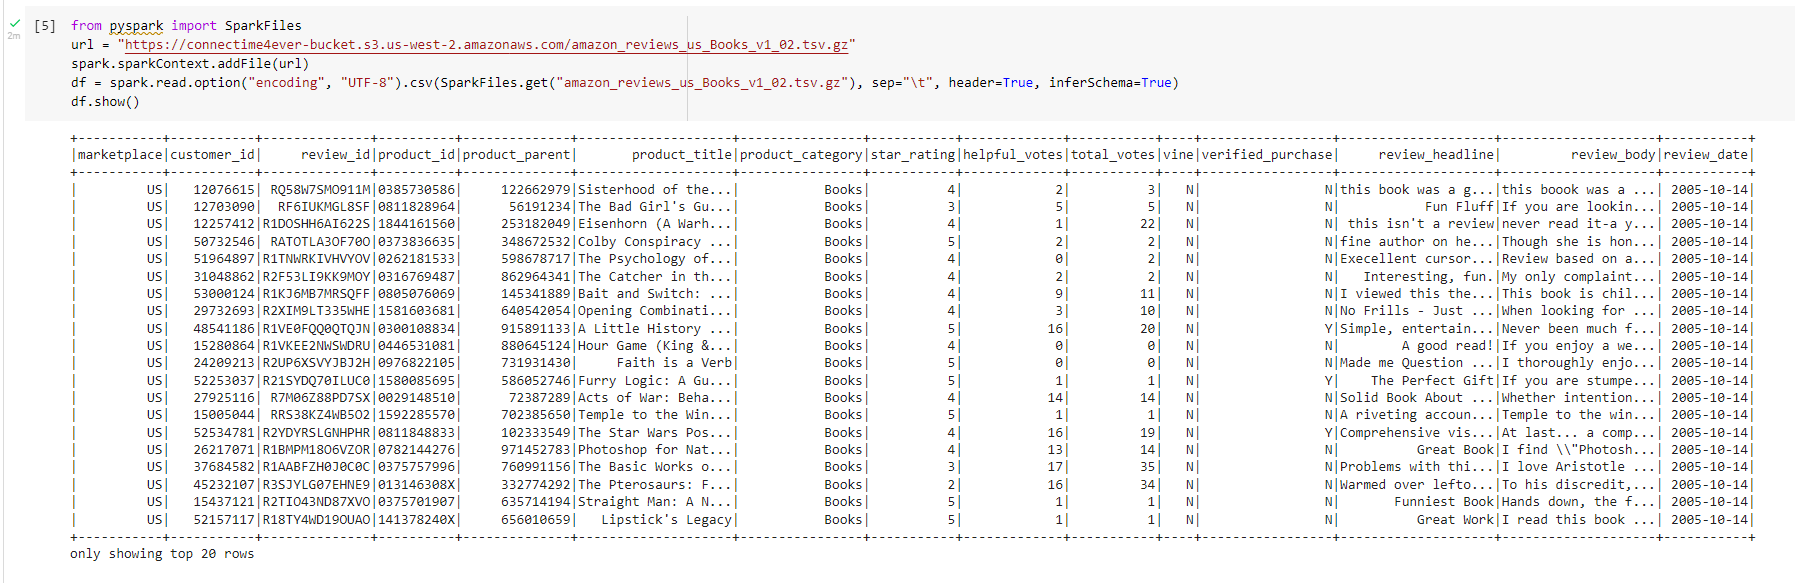 [5] from pyspark import SparkFiles
2m url = "https://connectime4ever-bucket.s3.us-west-2.amazonaws.com/amazon_reviews_us_Books_v1_02.tsv.gz"
spark.sparkContext.addFile(url)
df = spark.read.option("encoding", "UTF-8").csv(SparkFiles.get("amazon_reviews_us_Books_v1_02.tsv.gz"), sep="\t", header=True, inferSchema=True)
df.show()
+-----------+-----------+--------------+----------+--------------+--------------------+----------------+-----------+-------------+-----------+----+-----------------+--------------------+--------------------+-----------+
|marketplace|customer_id|     review_id|product_id|product_parent|       product_title|product_category|star_rating|helpful_votes|total_votes|vine|verified_purchase|     review_headline|         review_body|review_date|
+-----------+-----------+--------------+----------+--------------+--------------------+----------------+-----------+-------------+-----------+----+-----------------+--------------------+--------------------+-----------+
|         US|   12076615| RQ58W7SMO911M|0385730586|     122662979|Sisterhood of the...|           Books|          4|            2|          3|   N|                N|this book was a g...|this boook was a ...| 2005-10-14|
|         US|   12703090| RF6IUKMGL8SF|0811828964|      56191234|The Bad Girl's Gu...|           Books|          3|            5|          5|   N|                N|           Fun Fluff|If you are lookin...| 2005-10-14|
|         US|   12257412|R1DOSHH6AI622S|1844161560|     253182049|Eisenhorn (A Warh...|           Books|          4|            1|         22|   N|                N| this isn't a review|never read it-a y...| 2005-10-14|
|         US|   50732546| RATOTLA3OF70O|0373836635|     348672532|Colby Conspiracy ...|           Books|          5|            2|          2|   N|                N|fine author on he...|Though she is hon...| 2005-10-14|
|         US|   51964897|R1TNWRKIVHVYOV|0262181533|     598678717|The Psychology of...|           Books|          4|            0|          2|   N|                N|Execellent cursor...|Review based on a...| 2005-10-14|
|         US|   31048862|R2F53LI9KK9MOY|0316769487|     862964341|The Catcher in th...|           Books|          4|            2|          2|   N|                N|   Interesting, fun.|My only complaint...| 2005-10-14|
|         US|   53000124|R1KJ6MB7MRSQFF|0805076069|     145341889|Bait and Switch: ...|           Books|          4|            9|         11|   N|                N|I viewed this the...|This book is chil...| 2005-10-14|
|         US|   29732693|R2XIM9LT335WHE|1581603681|     640542054|Opening Combinati...|           Books|          4|            3|         10|   N|                N|No Frills - Just ...|When looking for ...| 2005-10-14|
|         US|   48541186|R1VE0FQQ0QTQJN|0300108834|     915891133|A Little History ...|           Books|          5|           16|         20|   N|                Y|Simple, entertain...|Never been much f...| 2005-10-14|
|         US|   15280864|R1VKEE2NWSWDRU|0446531081|     880645124|Hour Game (King &...|           Books|          4|            0|          0|   N|                N|        A good read!|If you enjoy a we...| 2005-10-14|
|         US|   24209213|R2UP6XSVYJBJ2H|0976822105|     731931430|     Faith is a Verb|           Books|          5|            0|          0|   N|                N|Made me Question ...|I thoroughly enjo...| 2005-10-14|
|         US|   52253037|R21SYDQ70ILUC0|1580085695|     586052746|Furry Logic: A Gu...|           Books|          5|            1|          1|   N|                Y|    The Perfect Gift|If you are stumpe...| 2005-10-14|
|         US|   27925116| R7M06Z88PD7SX|0029148510|      72387289|Acts of War: Beha...|           Books|          4|           14|         14|   N|                N|Solid Book About ...|Whether intention...| 2005-10-14|
|         US|   15005044| RRS38KZ4WB5O2|1592285570|     702385650|Temple to the Win...|           Books|          5|            1|          1|   N|                N|A riveting accoun...|Temple to the win...| 2005-10-14|
|         US|   52534781|R2YDYRSLGNHPHR|0811848833|     102333549|The Star Wars Pos...|           Books|          4|           16|         19|   N|                Y|Comprehensive vis...|At last... a comp...| 2005-10-14|
|         US|   26217071|R1BMPM18O6VZOR|0782144276|     971452783|Photoshop for Nat...|           Books|          4|           13|         14|   N|                N|          Great Book|I find \\"Photosh...| 2005-10-14|
|         US|   37684582|R1AABFZH0J0C0C|0375757996|     760991156|The Basic Works o...|           Books|          3|           17|         35|   N|                N|Problems with thi...|I love Aristotle ...| 2005-10-14|
|         US|   45232107|R3SJYLG07EHNE9|013146308X|     332774292|The Pterosaurs: F...|           Books|          2|           16|         34|   N|                N|Warmed over lefto...|To his discredit,...| 2005-10-14|
|         US|   15437121|R2TIO43ND87XVO|0375701907|     635714194|Straight Man: A N...|           Books|          5|            1|          1|   N|                N|       Funniest Book|Hands down, the f...| 2005-10-14|
|         US|   52157117|R18TY4WD19OUAO|141378240X|     656010659|   Lipstick's Legacy|           Books|          5|            1|          1|   N|                N|          Great Work|I read this book ...| 2005-10-14|
+-----------+-----------+--------------+----------+--------------+--------------------+----------------+-----------+-------------+-----------+----+-----------------+--------------------+--------------------+-----------+
only showing top 20 rows